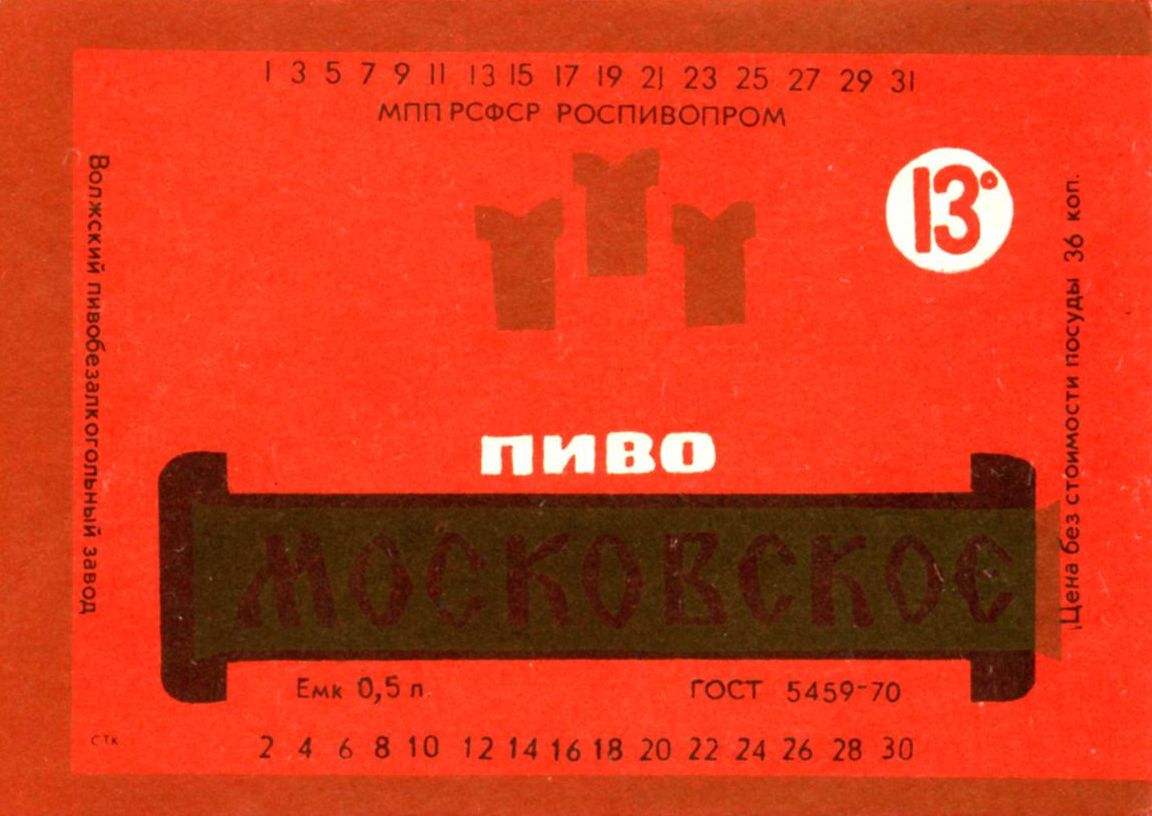 1 3 5 7 9 11 13 15 17 19 21 23 25 27 29 31
МПП РСФСР РОСПИВОПРОМ
13°
Волжский пивобезалкогольный завод
Цена без стоимости посуды 36 коп.
ПИВО
МОСКОВСКОЕ
Емк 0,5 л.
ГОСТ 5459-70
стк
2 4 6 8 10 12 14 16 18 20 22 24 26 28 30